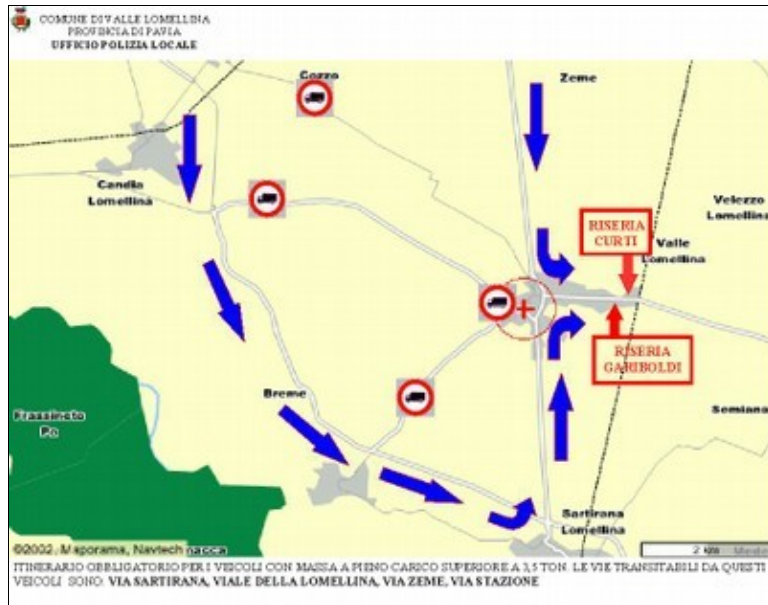 COMUNE DI VALLE LOMELLINA
PROVINCIA DI PAVIA
UFFICIO POLIZIA LOCALE
Cozzo
Zeme
Candia
Lomellina
Velezzo
Lomellina
RISERIA
CURTI
Valle
Lomellina
RISERIA
GARIBOLDI
Breme
Frassineto
Po
Semiana
Sartirana
Lomellina
©2002, Maporama, Navtech
nacca
2 km
ITINERARIO OBBLIGATORIO PER I VEICOLI CON MASSA A PIENO CARICO SUPERIORE A 3,5 TON. LE VIE TRANSITABILI DA QUESTI
VEICOLI SONO: VIA SARTIRANA, VIALE DELLA LOMELLINA, VIA ZEME, VIA STAZIONE